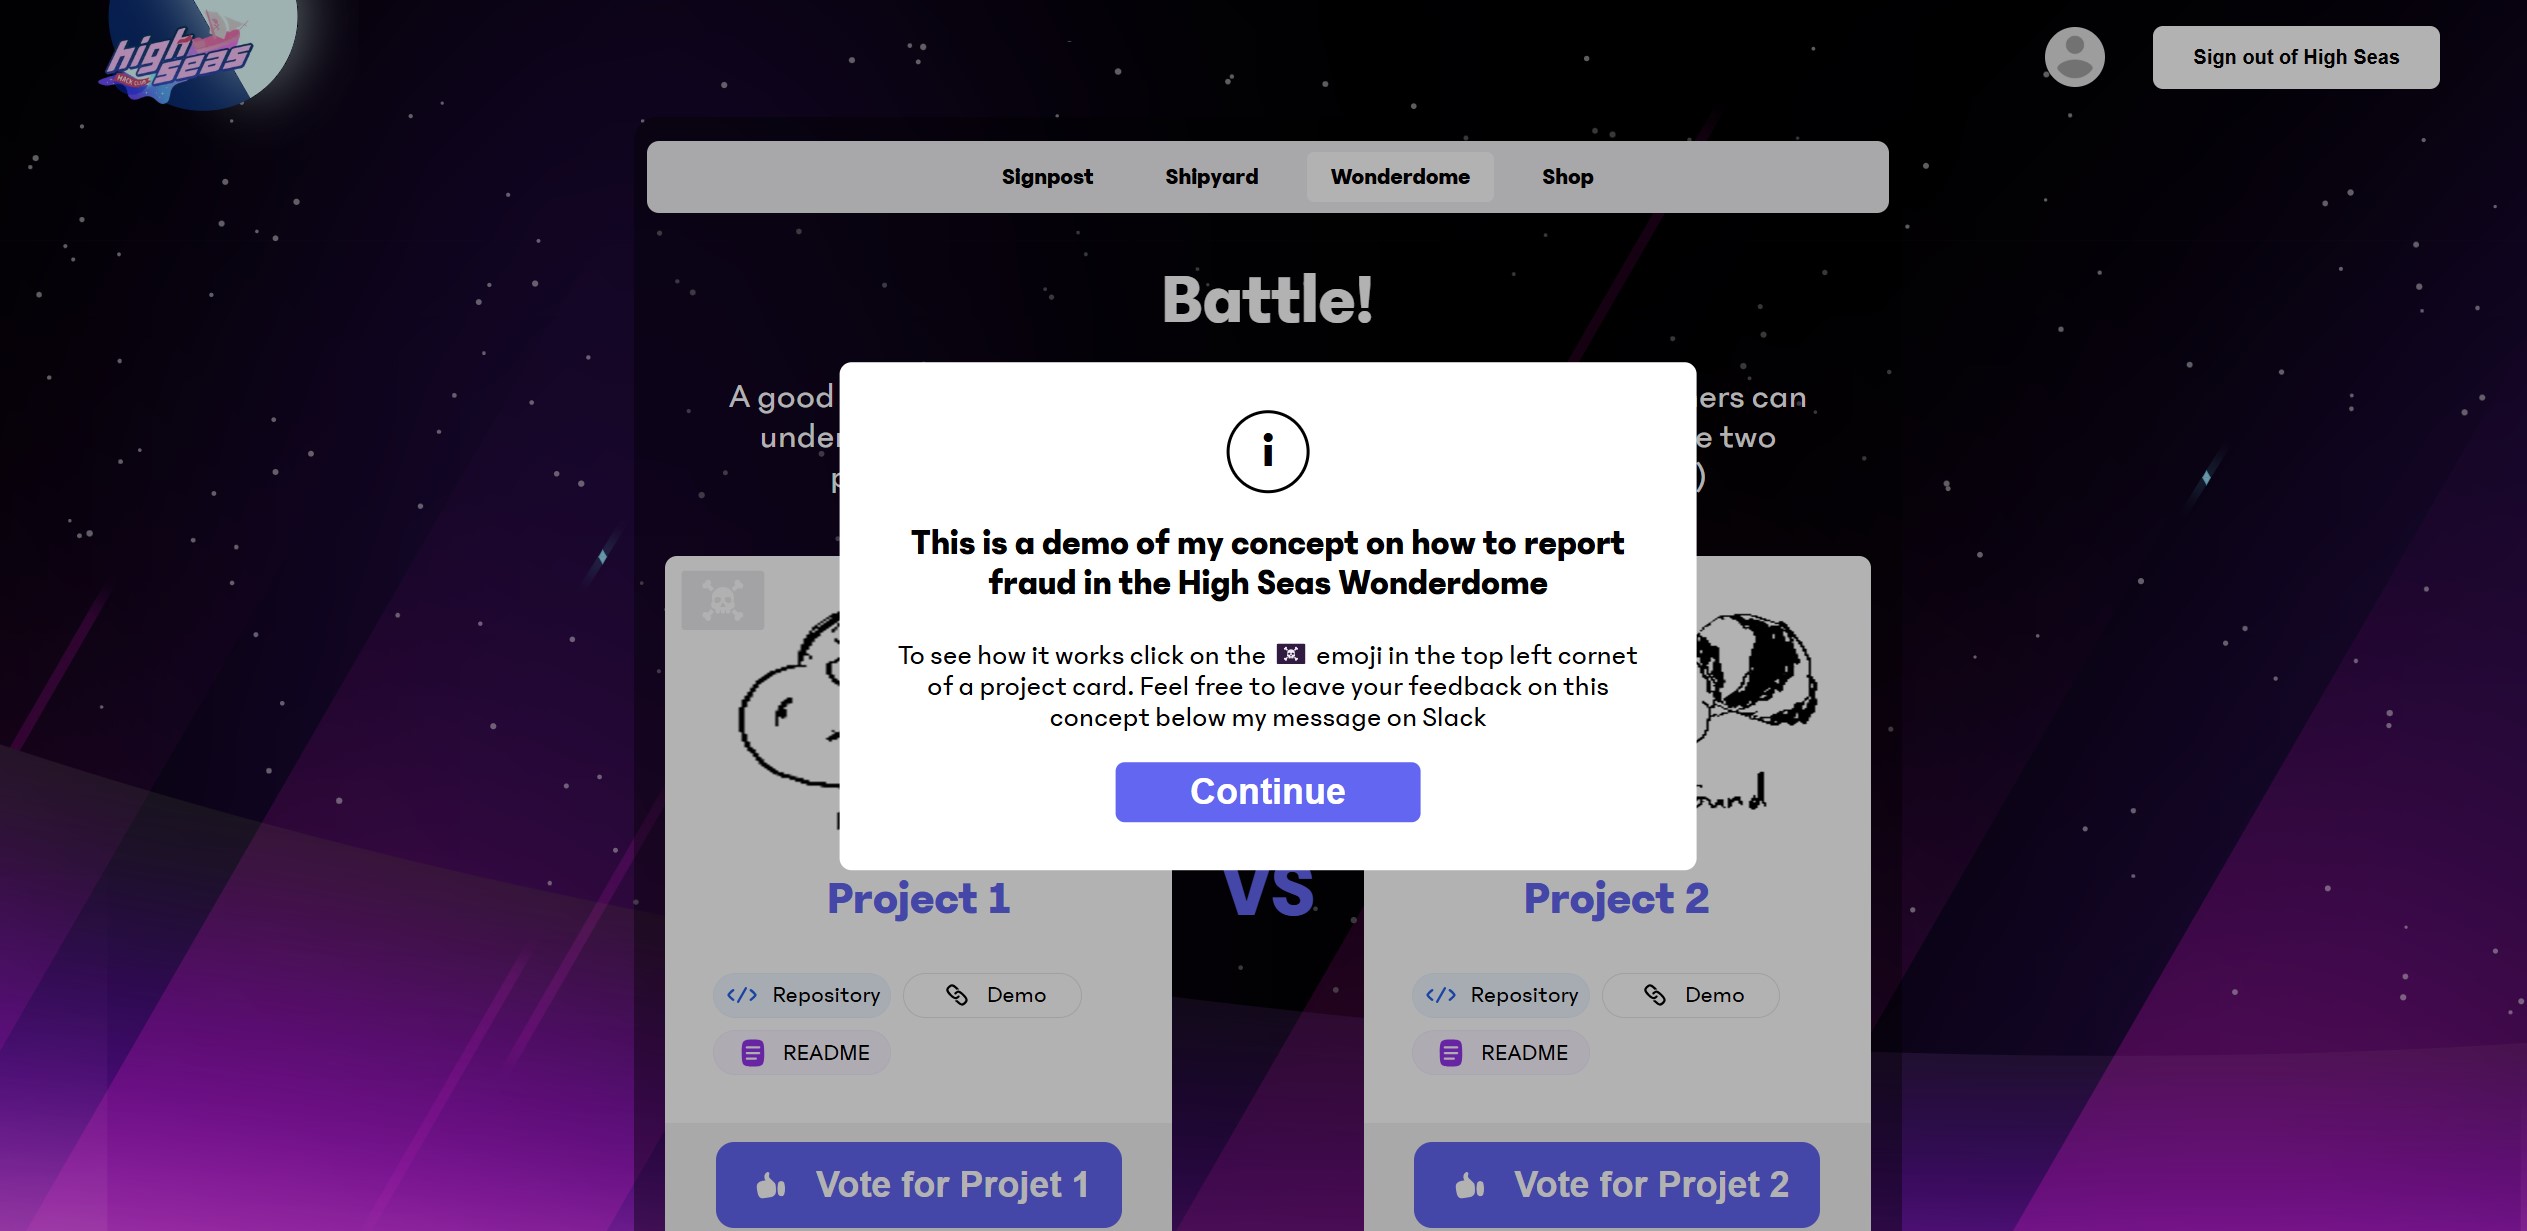 high
seas
HACK CLUB
Sign out of High Seas
Signpost Shipyard Wonderdome Shop
Battle!
A good ers can
under e two
)
i
This is a demo of my concept on how to report
fraud in the High Seas Wonderdome
To see how it works click on the emoji in the top left cornet
of a project card. Feel free to leave your feedback on this
concept below my message on Slack
Continue
VS
Project 1
</> Repository Demo
README
Vote for Projet 1
Project 2
</> Repository Demo
README
Vote for Projet 2